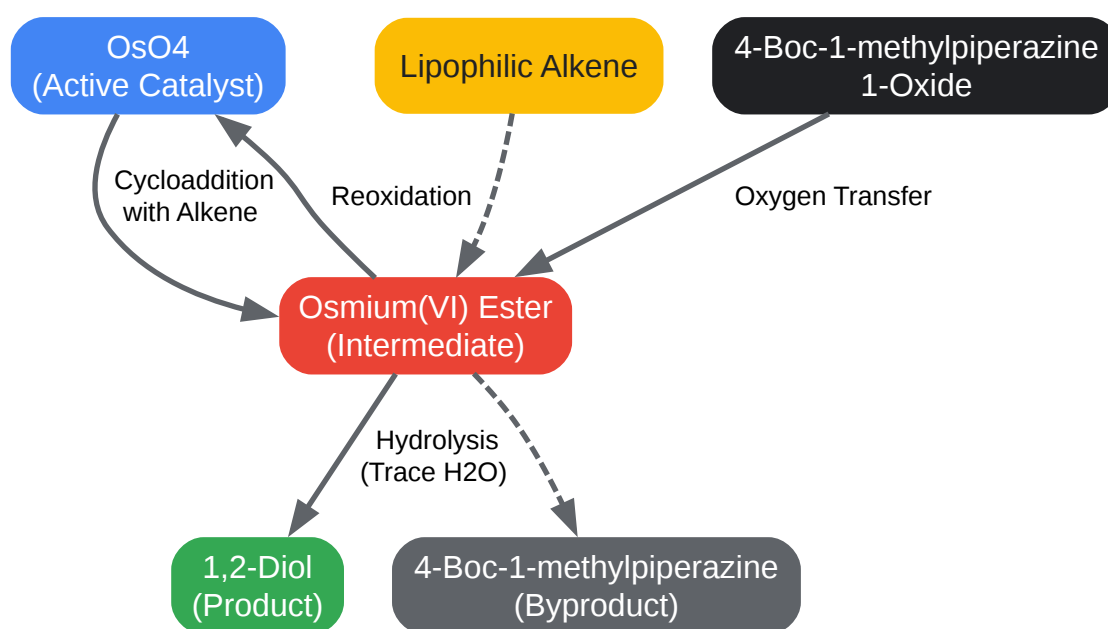 OsO4
(Active Catalyst)
Lipophilic Alkene
4-Boc-1-methylpiperazine
1-Oxide
Cycloaddition
with Alkene
Reoxidation
Oxygen Transfer
Osmium(VI) Ester
(Intermediate)
Hydrolysis
(Trace H2O)
1,2-Diol
(Product)
4-Boc-1-methylpiperazine
(Byproduct)